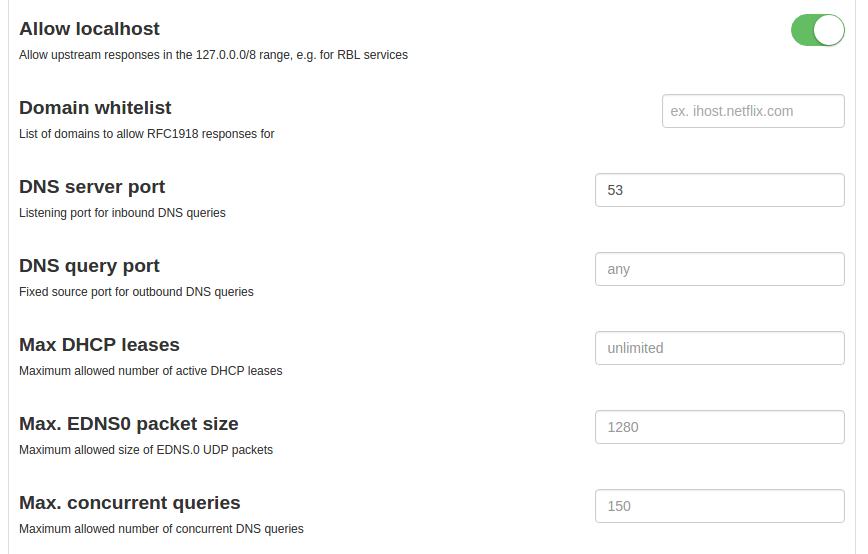 Allow localhost
Allow upstream responses in the 127.0.0.0/8 range, e.g. for RBL services
Domain whitelist
ex. ihost.netflix.com
List of domains to allow RFC1918 responses for
DNS server port
53
Listening port for inbound DNS queries
DNS query port
any
Fixed source port for outbound DNS queries
Max DHCP leases
unlimited
Maximum allowed number of active DHCP leases
Max. EDNS0 packet size
1280
Maximum allowed size of EDNS.0 UDP packets
Max. concurrent queries
150
Maximum allowed number of concurrent DNS queries